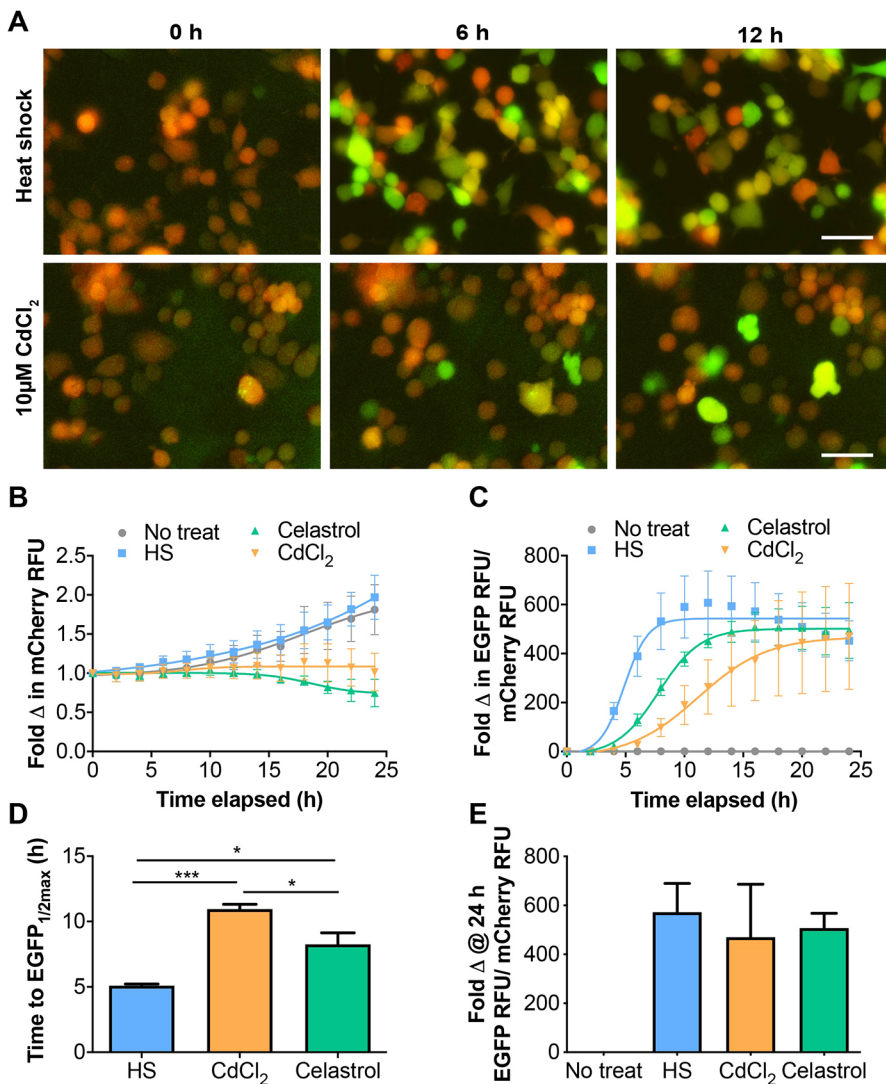 A
0 h
6 h
12 h
Heat shock
10µM CdCl2
B
No treat
HS
Celastrol
CdCl2
Fold Δ in mCherry RFU
2.5
2.0
1.5
1.0
0.5
0.0
0
5
10
15
20
25
Time elapsed (h)
C
No treat
HS
Celastrol
CdCl2
Fold Δ in EGFP RFU/
mCherry RFU
800
600
400
200
0
0
5
10
15
20
25
Time elapsed (h)
D
Time to EGFP1/2max (h)
15
10
5
0
*
***
*
HS
CdCl2
Celastrol
E
Fold Δ @ 24 h
EGFP RFU/ mCherry RFU
800
600
400
200
0
No treat
HS
CdCl2
Celastrol